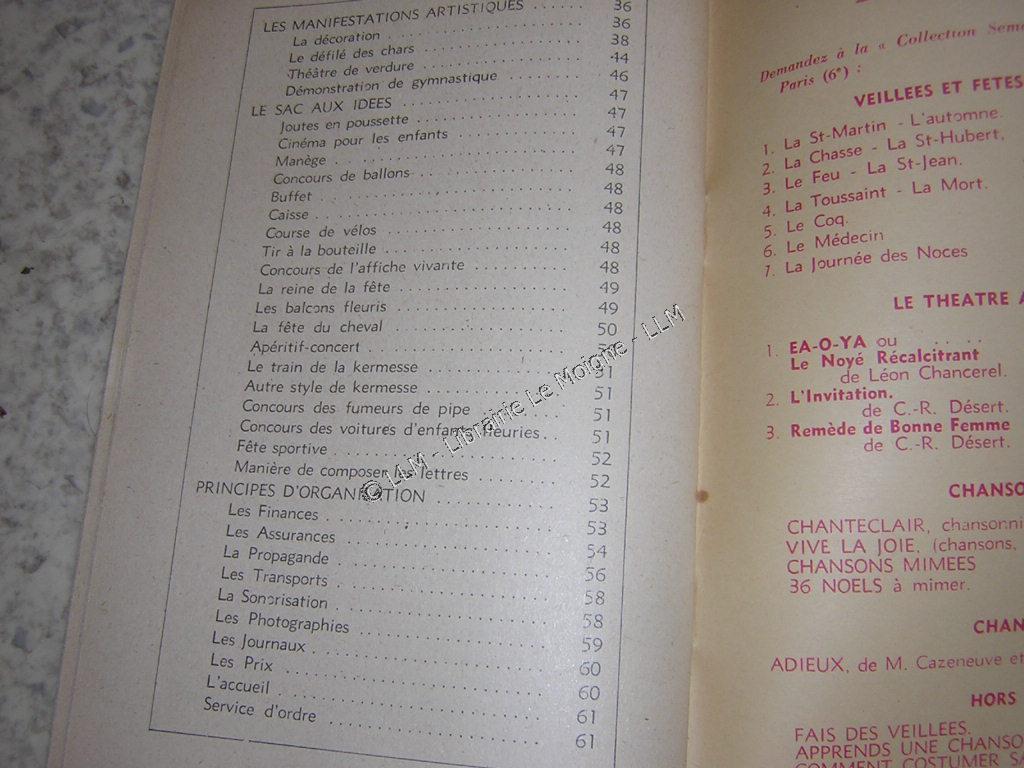 LES MANIFESTATIONS ARTISTIQUES ...... 36
La décoration ...... 36
Le défilé des chars ...... 38
Théâtre de verdure ...... 44
Démonstration de gymnastique ...... 46
LE SAC AUX IDEES ...... 47
Joutes en poussette ...... 47
Cinéma pour les enfants ...... 47
Manège ...... 47
Concours de ballons ...... 48
Buffet ...... 48
Caisse ...... 48
Course de vélos ...... 48
Tir à la bouteille ...... 48
Concours de l'affiche vivante ...... 48
La reine de la fête ...... 49
Les balcons fleuris ...... 49
La fête du cheval ...... 50
Apéritif-concert ......
Le train de la kermesse ...... 51
Autre style de kermesse ...... 51
Concours des fumeurs de pipe ...... 51
Concours des voitures d'enfants fleuries.. 51
Fête sportive ...... 52
Manière de composer les lettres ...... 52
PRINCIPES D'ORGANISATION ...... 53
Les Finances ...... 53
Les Assurances ...... 54
La Propagande ...... 56
Les Transports ...... 58
La Sonorisation ...... 58
Les Photographies ...... 59
Les Journaux ...... 60
Les Prix ...... 60
L'accueil ...... 61
Service d'ordre ...... 61
© LLM - Librairie Le Moigne - LLM
Demandez à la « Collection
Paris (6e) :
VEILLEES ET FETES
1. La St-Martin - L'automne.
2. La Chasse - La St-Hubert.
3. Le Feu - La St-Jean.
4. La Toussaint - La Mort.
5. Le Coq.
6. Le Médecin
7. La Journée des Noces
LE THEATRE
1. EA-O-YA ou .....
Le Noyé Récalcitrant
de Léon Chancerel.
2. L'Invitation.
de C.-R. Désert.
3. Remède de Bonne Femme
de C.-R. Désert.
CHANSO
CHANTECLAIR, chansonni
VIVE LA JOIE, (chansons,
CHANSONS MIMEES
36 NOELS à mimer.
CHAN
ADIEUX, de M. Cazeneuve et
HORS
FAIS DES VEILLEES.
APPRENDS UNE CHANSO
COMMENT COSTUMER